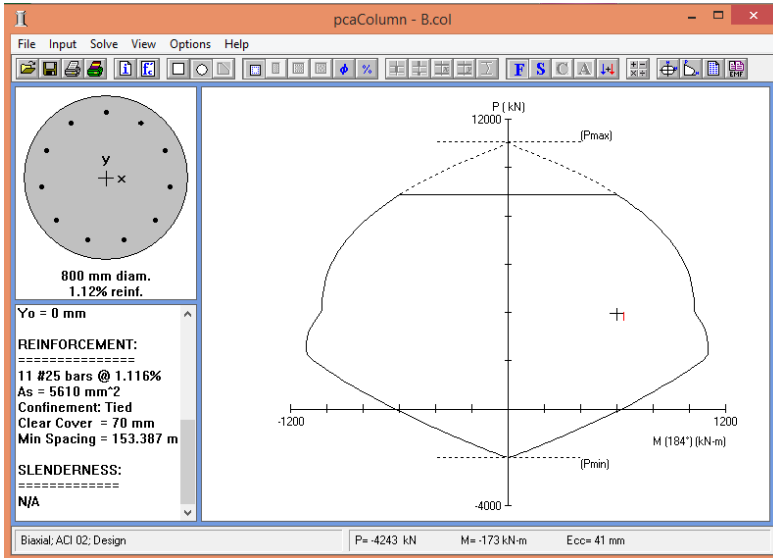 pcaColumn - B.col
File Input Solve View Options Help
i f'c φ % F S C A
P ( kN)
12000
(Pmax)
y
x
800 mm diam.
1.12% reinf.
Yo = 0 mm
REINFORCEMENT:
===============
11 #25 bars @ 1.116%
As = 5610 mm^2
Confinement: Tied
Clear Cover = 70 mm
Min Spacing = 153.387 m
SLENDERNESS:
=============
N/A
1
-1200
1200
M (184°) (kN-m)
(Pmin)
-4000
Biaxial; ACI 02; Design
P= -4243 kN M= -173 kN-m Ecc= 41 mm